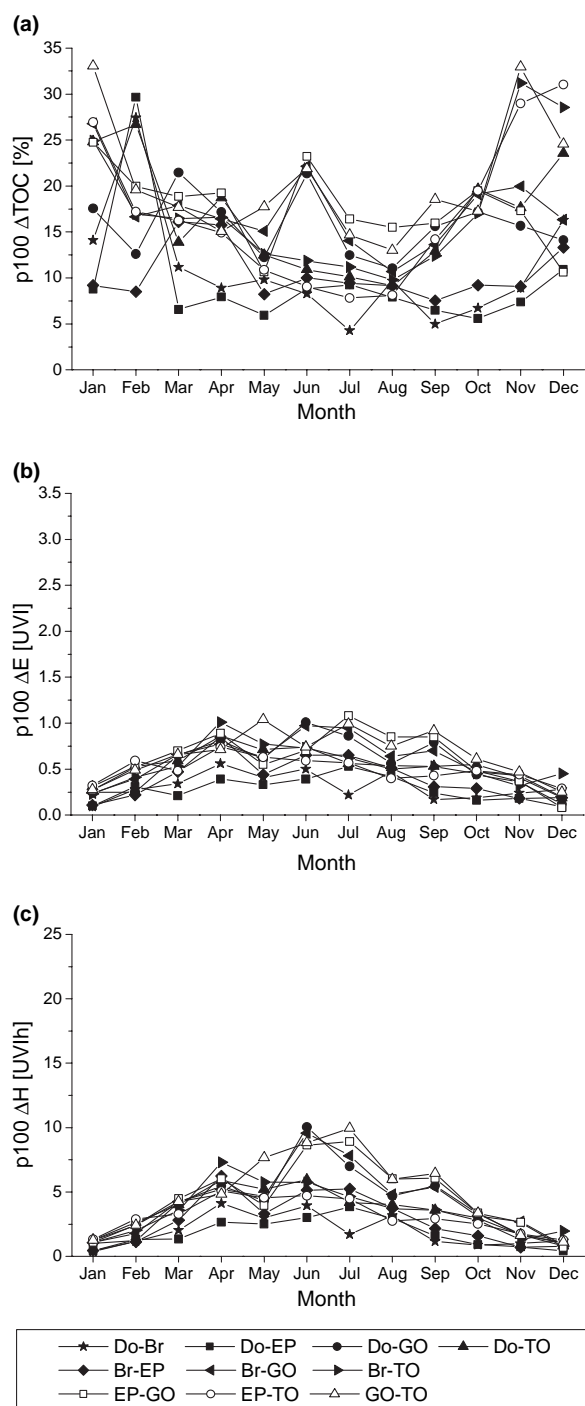 (a)
p100 ΔTOC [%]
35
30
25
20
15
10
5
0
Jan Feb Mar Apr May Jun Jul Aug Sep Oct Nov Dec
Month
(b)
p100 ΔE [UVI]
3.5
3.0
2.5
2.0
1.5
1.0
0.5
0.0
Jan Feb Mar Apr May Jun Jul Aug Sep Oct Nov Dec
Month
(c)
p100 ΔH [UVIh]
25
20
15
10
5
0
Jan Feb Mar Apr May Jun Jul Aug Sep Oct Nov Dec
Month
Do-Br Do-EP Do-GO Do-TO
Br-EP Br-GO Br-TO
EP-GO EP-TO GO-TO